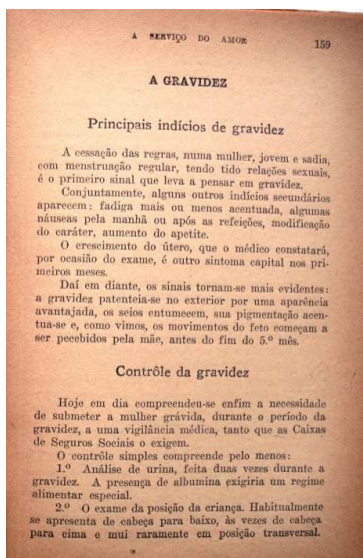 A SERVIÇO DO AMOR 159
A GRAVIDEZ
Principais indícios de gravidez
A cessação das regras, numa mulher, jovem e sadia,
com menstruação regular, tendo tido relações sexuais,
é o primeiro sinal que leva a pensar em gravidez.
Conjuntamente, alguns outros indícios secundários
aparecem: fadiga mais ou menos acentuada, algumas
náuseas pela manhã ou após as refeições, modificação
do caráter, aumento do apetite.
O crescimento do útero, que o médico constatará,
por ocasião do exame, é outro sintoma capital nos pri-
meiros meses.
Daí em diante, os sinais tornam-se mais evidentes:
a gravidez patenteia-se no exterior por uma aparência
avantajada, os seios entumecem, sua pigmentação acen-
tua-se e, como vimos, os movimentos do feto começam a
ser pecebidos pela mãe, antes do fim do 5.º mês.
Contrôle da gravidez
Hoje em dia compreendeu-se enfim a necessidade
de submeter a mulher grávida, durante o período da
gravidez, a uma vigilância médica, tanto que as Caixas
de Seguros Sociais o exigem.
O contrôle simples compreende pelo menos:
1.º Análise de urina, feita duas vezes durante a
gravidez. A presença de albumina exigiria um regime
alimentar especial.
2.º O exame da posição da criança. Habitualmente
se apresenta de cabeça para baixo, às vezes de cabeça
para cima e mui raramente em posição transversal.